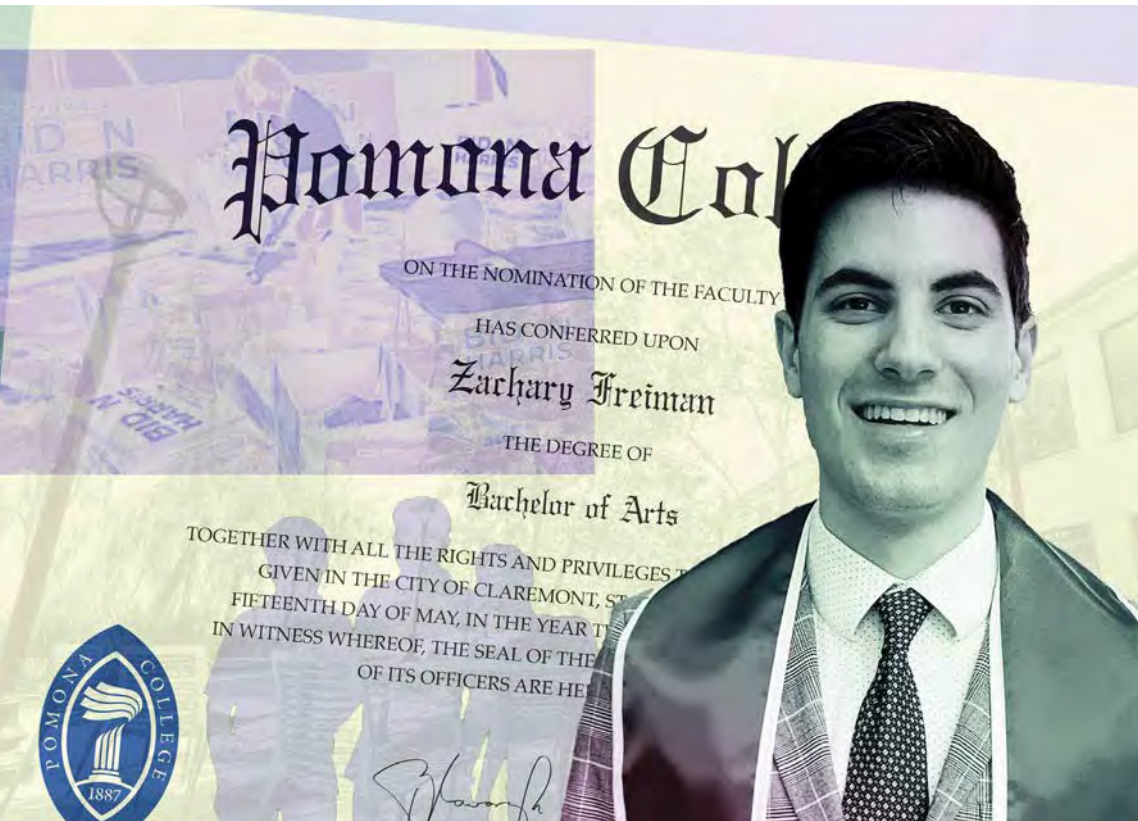 BID N
HARRIS
BID N
BIDEN
HARRIS
Pomona Col
ON THE NOMINATION OF THE FACULTY
HAS CONFERRED UPON
HARRIS
Zachary Freiman
BID N
HARRIS
THE DEGREE OF
Bachelor of Arts
TOGETHER WITH ALL THE RIGHTS AND PRIVILEGES T
GIVEN IN THE CITY OF CLAREMONT, ST
FIFTEENTH DAY OF MAY, IN THE YEAR T
IN WITNESS WHEREOF, THE SEAL OF THE
OF ITS OFFICERS ARE HE
POMONA COLLEGE
1887